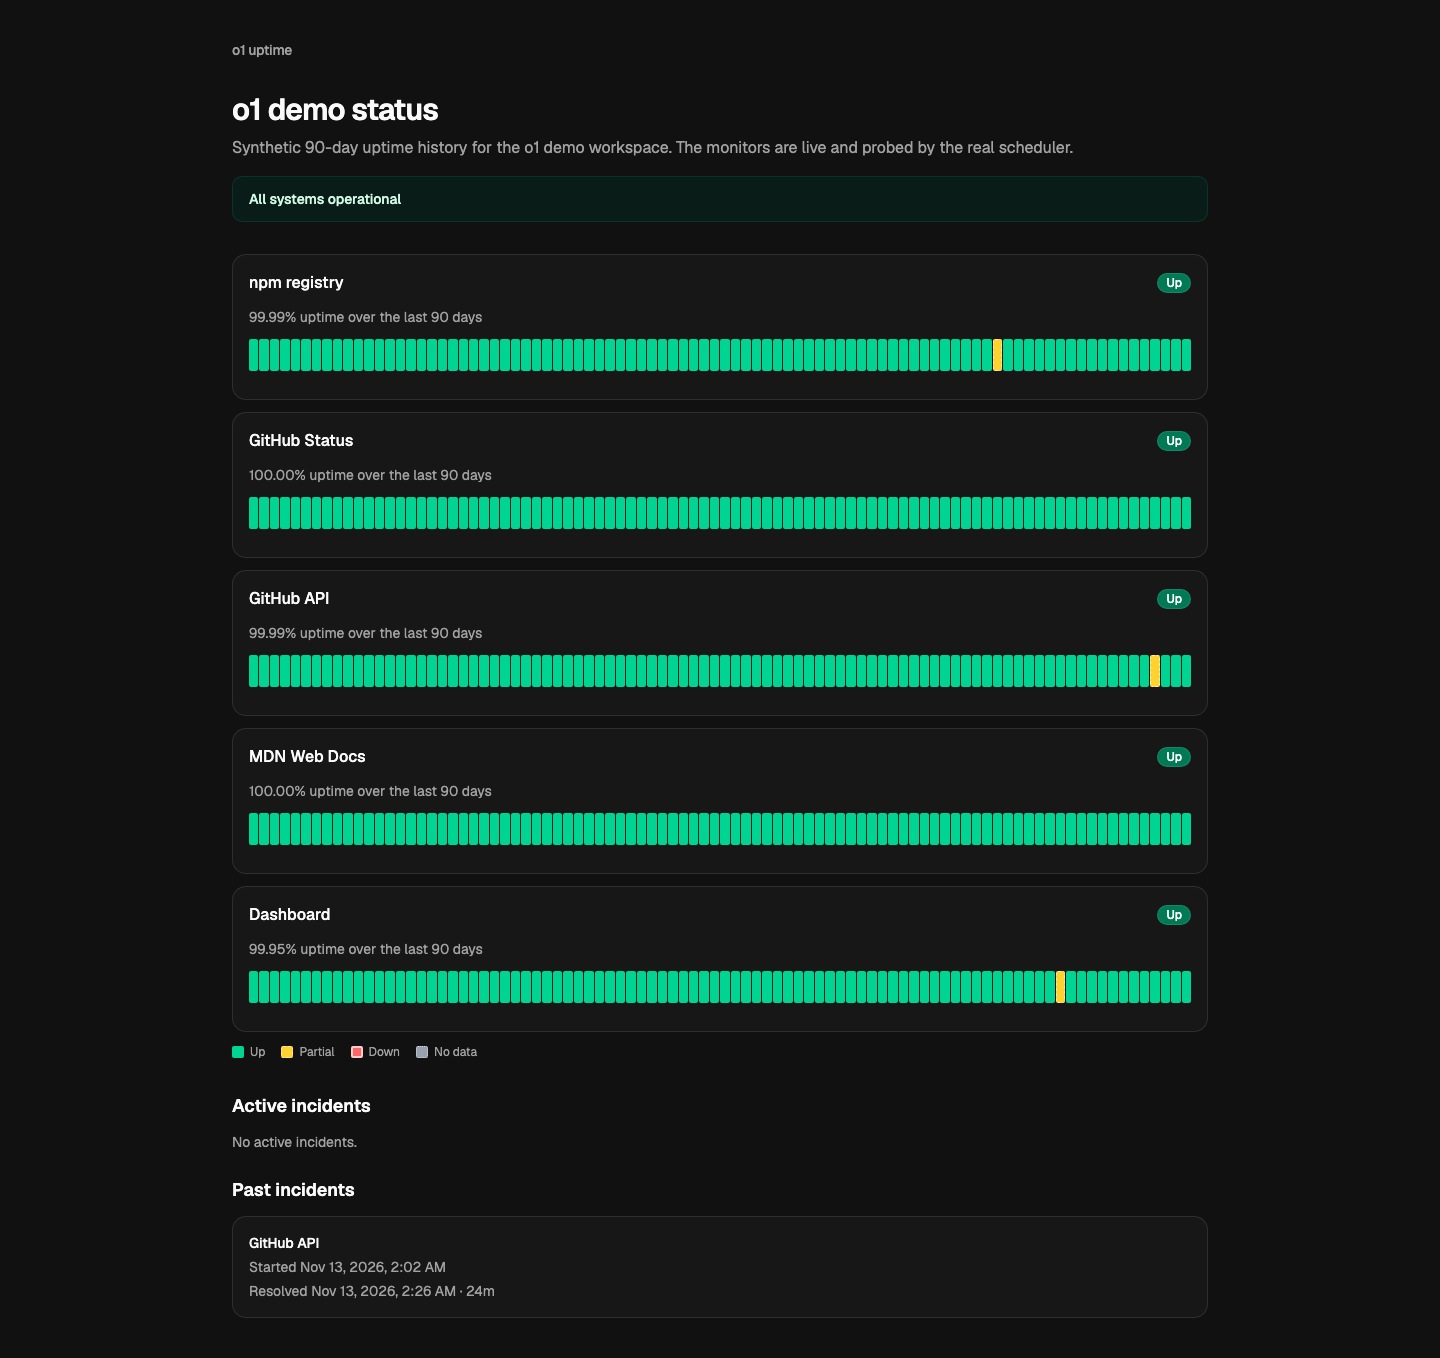 o1 uptime
o1 demo status
Synthetic 90-day uptime history for the o1 demo workspace. The monitors are live and probed by the real scheduler.
All systems operational
npm registry
Up
99.99% uptime over the last 90 days
GitHub Status
Up
100.00% uptime over the last 90 days
GitHub API
Up
99.99% uptime over the last 90 days
MDN Web Docs
Up
100.00% uptime over the last 90 days
Dashboard
Up
99.95% uptime over the last 90 days
Up Partial Down No data
Active incidents
No active incidents.
Past incidents
GitHub API
Started Nov 13, 2026, 2:02 AM
Resolved Nov 13, 2026, 2:26 AM · 24m